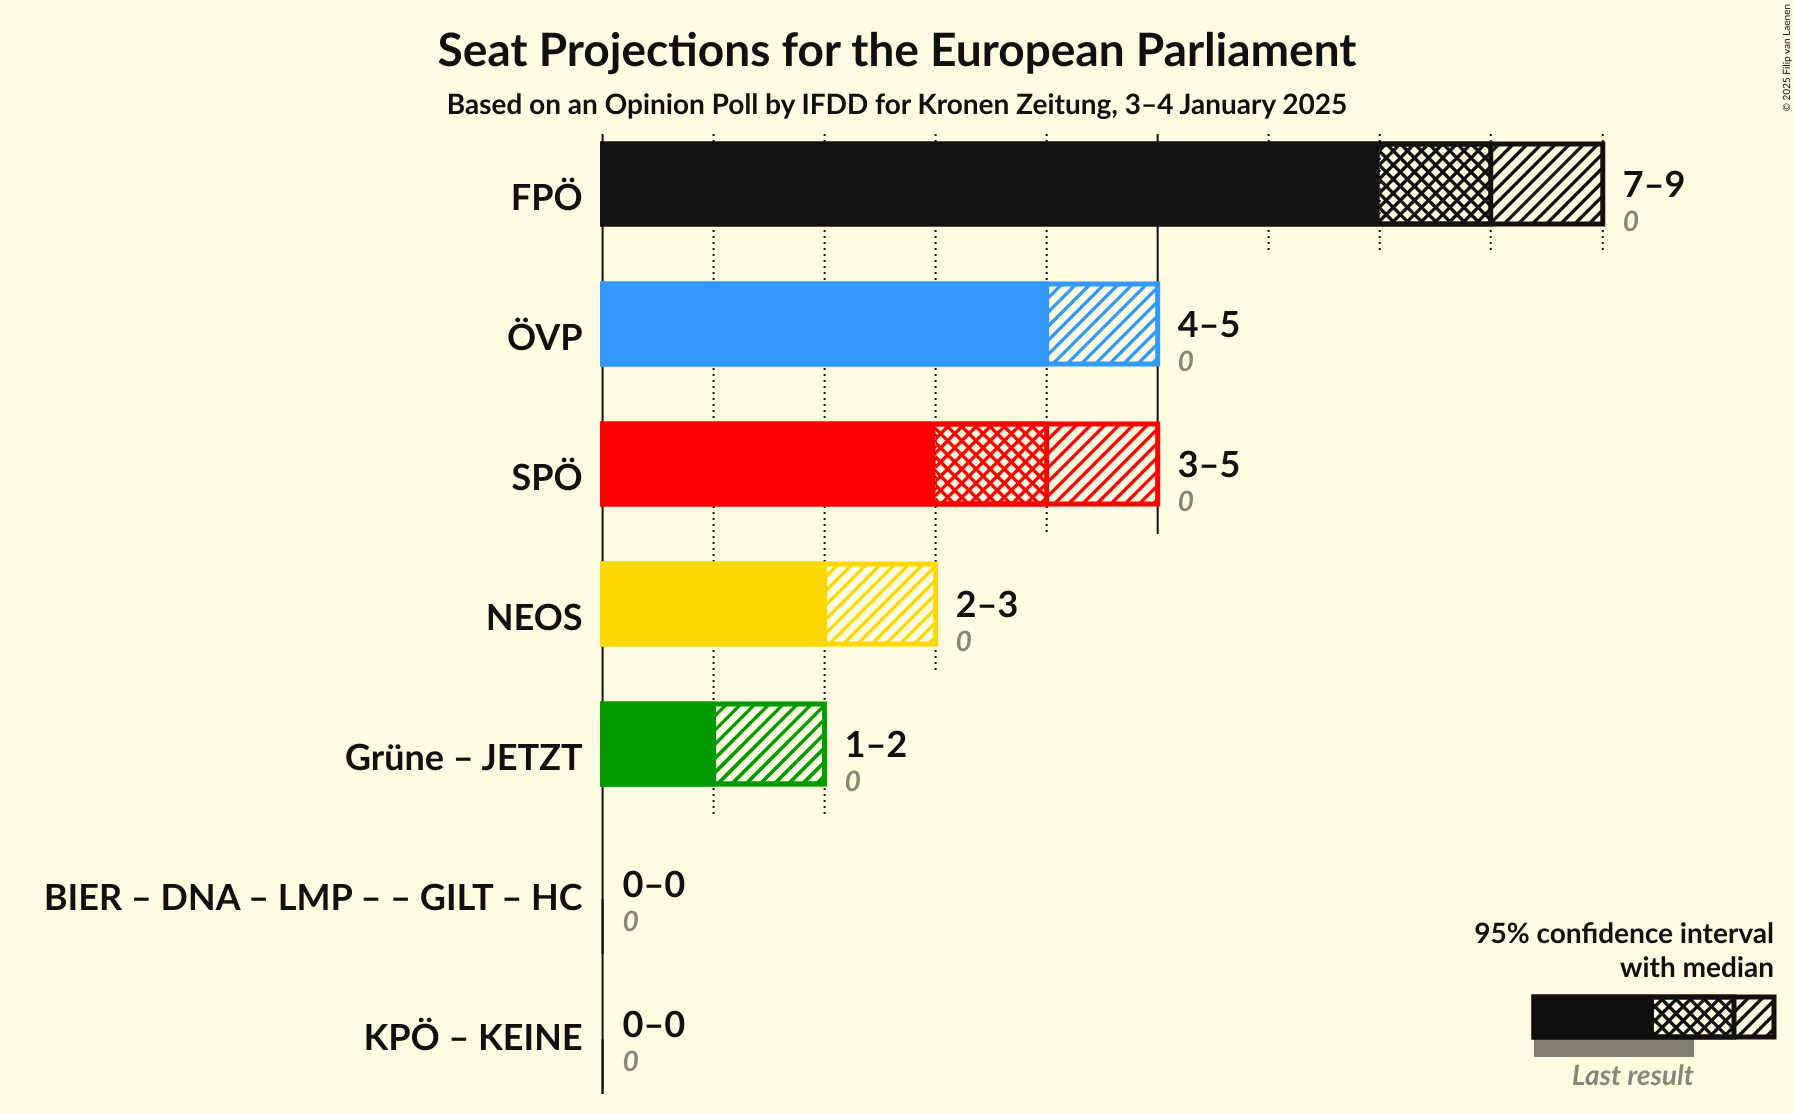 Seat Projections for the European Parliament
Based on an Opinion Poll by IFDD for Kronen Zeitung, 3–4 January 2025
© 2025 Filip van Laenen
FPÖ
7–9
0
ÖVP
4–5
0
SPÖ
3–5
0
NEOS
2–3
0
Grüne – JETZT
1–2
0
BIER – DNA – LMP – – GILT – HC
0–0
0
KPÖ – KEINE
0–0
0
95% confidence interval
with median
Last result